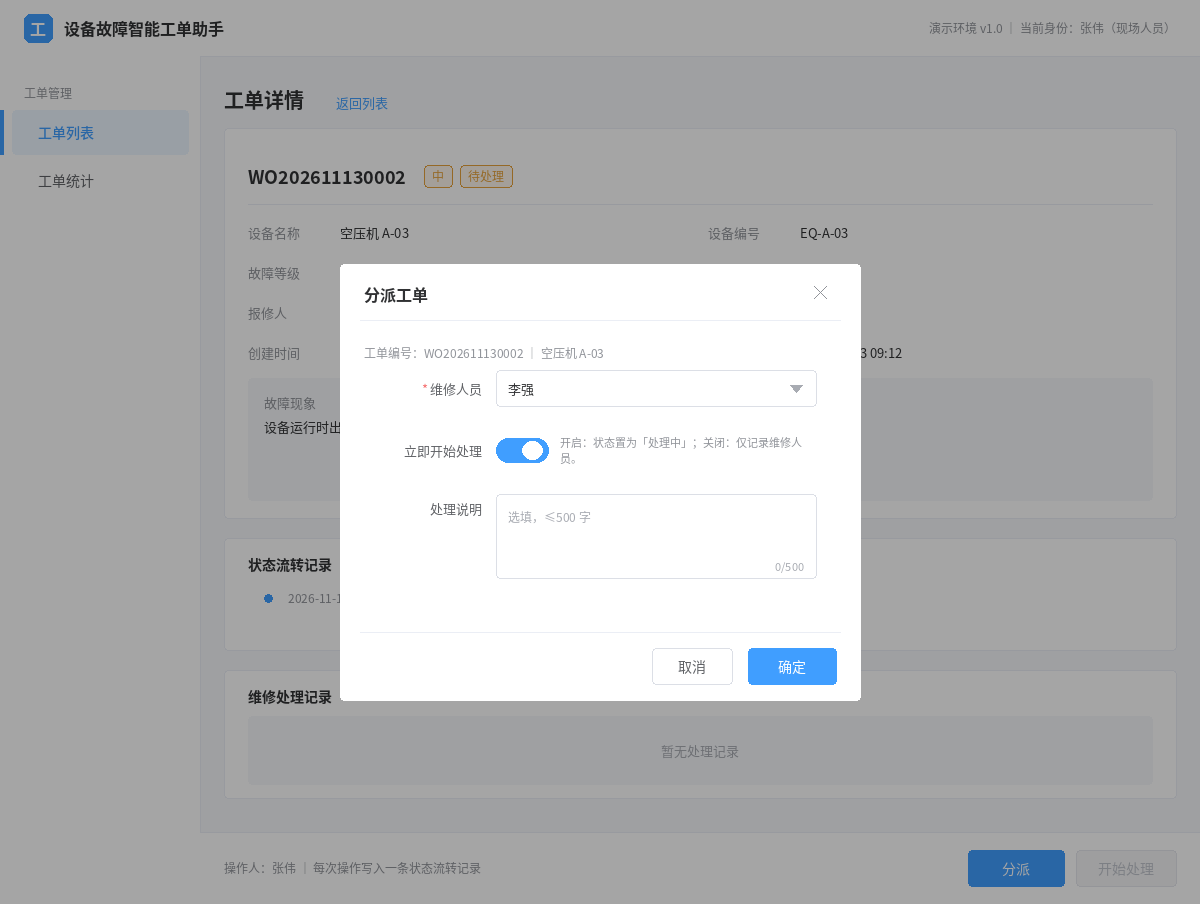 工 设备故障智能工单助手
演示环境 v1.0 | 当前身份：张伟（现场人员）
工单管理
工单列表
工单统计
工单详情 返回列表
WO202611130002 中 待处理
设备名称 空压机 A-03 设备编号 EQ-A-03
故障等级
报修人
创建时间 3 09:12
故障现象
设备运行时出
分派工单
工单编号：WO202611130002 | 空压机 A-03
* 维修人员 李强
立即开始处理 开启：状态置为「处理中」；关闭：仅记录维修人
员。
处理说明 选填，≤500 字
0/500
取消 确定
状态流转记录
2026-11-1
维修处理记录
暂无处理记录
操作人：张伟 | 每次操作写入一条状态流转记录
分派 开始处理